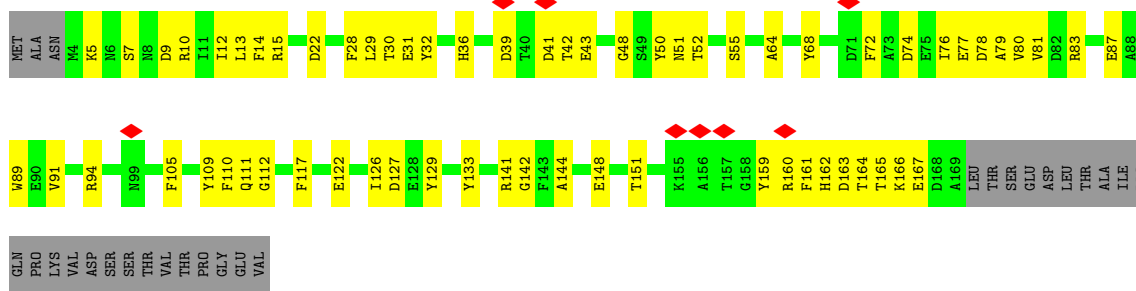 MET ALA ASN M4 K5 N6 S7 N8 D9 R10 I11 I12 L13 F14 R15 D22 F28 L29 T30 E31 Y32 H36 D39 T40 D41 T42 E43 G48 S49 Y50 N51 T52 S55 A64 Y68 D71 F72 A73 D74 E75 I76 E77 D78 A79 V80 V81 D82 R83 E87 A88
W89 E90 V91 R94 N99 F105 Y109 F110 Q111 G112 F117 E122 I126 D127 E128 Y129 Y133 R141 G142 F143 A144 E148 T151 K155 A156 T157 G158 Y159 R160 F161 H162 D163 T164 T165 K166 E167 D168 A169 LEU THR SER GLU ASP LEU THR ALA ILE
GLN PRO LYS VAL ASP SER SER THR VAL THR PRO GLY GLU VAL